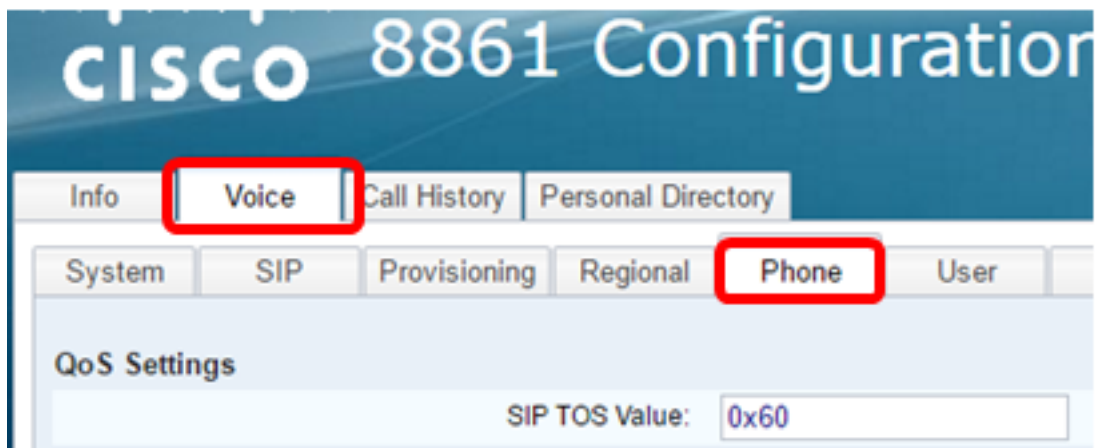 CISCO 8861 Configuration
Info Voice Call History Personal Directory
System SIP Provisioning Regional Phone User
QoS Settings
SIP TOS Value: 0x60